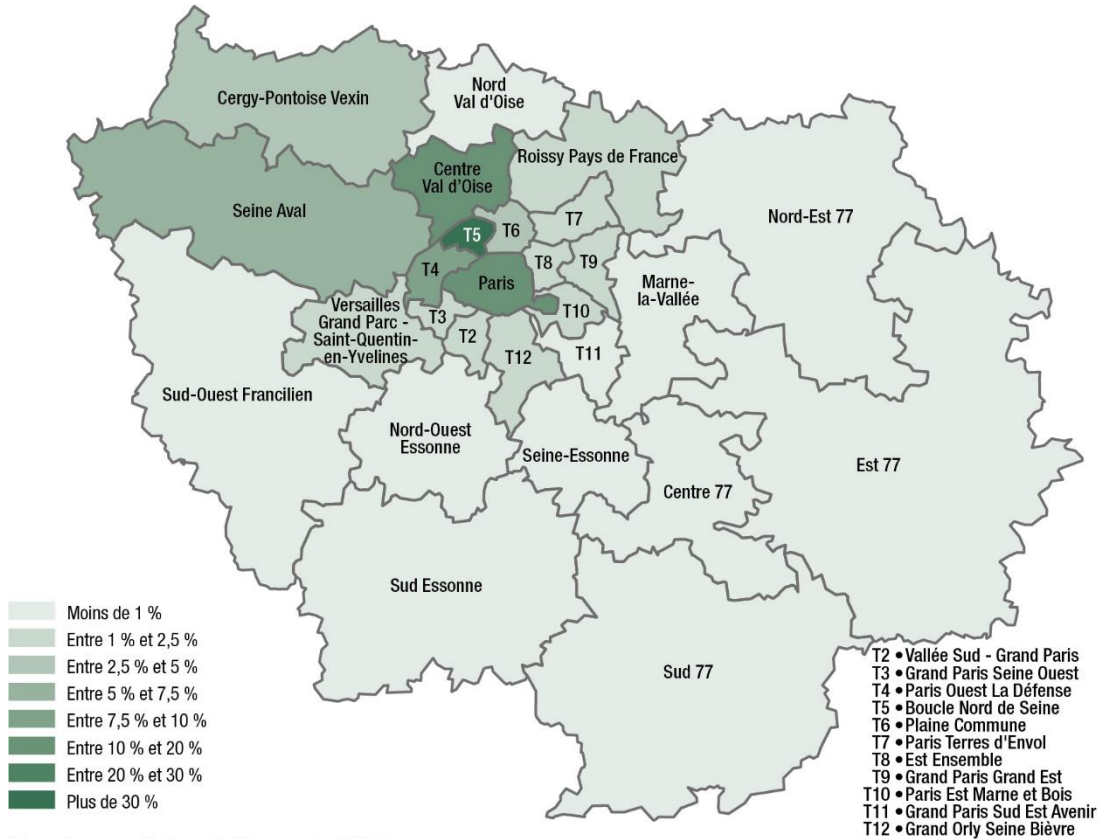 Nord
Val d'Oise
Cergy-Pontoise Vexin
Roissy Pays de France
Centre
Val d’Oise
Seine Aval
Nord-Est 77
T7
T6
T5
T8
T9
T4
Paris
Marne-
la-Vallée
T10
Versailles
Grand Parc -
Saint-Quentin-
en-Yvelines
T3
T2
T12
T11
Sud-Ouest Francilien
Nord-Ouest
Essonne
Seine-Essonne
Est 77
Centre 77
Sud Essonne
Sud 77
Moins de 1 %
Entre 1 % et 2,5 %
Entre 2,5 % et 5 %
Entre 5 % et 7,5 %
Entre 7,5 % et 10 %
Entre 10 % et 20 %
Entre 20 % et 30 %
Plus de 30 %
T2 • Vallée Sud - Grand Paris
T3 • Grand Paris Seine Ouest
T4 • Paris Ouest La Défense
T5 • Boucle Nord de Seine
T6 • Plaine Commune
T7 • Paris Terres d'Envol
T8 • Est Ensemble
T9 • Grand Paris Grand Est
T10 • Paris Est Marne et Bois
T11 • Grand Paris Sud Est Avenir
T12 • Grand Orly Seine Bièvre